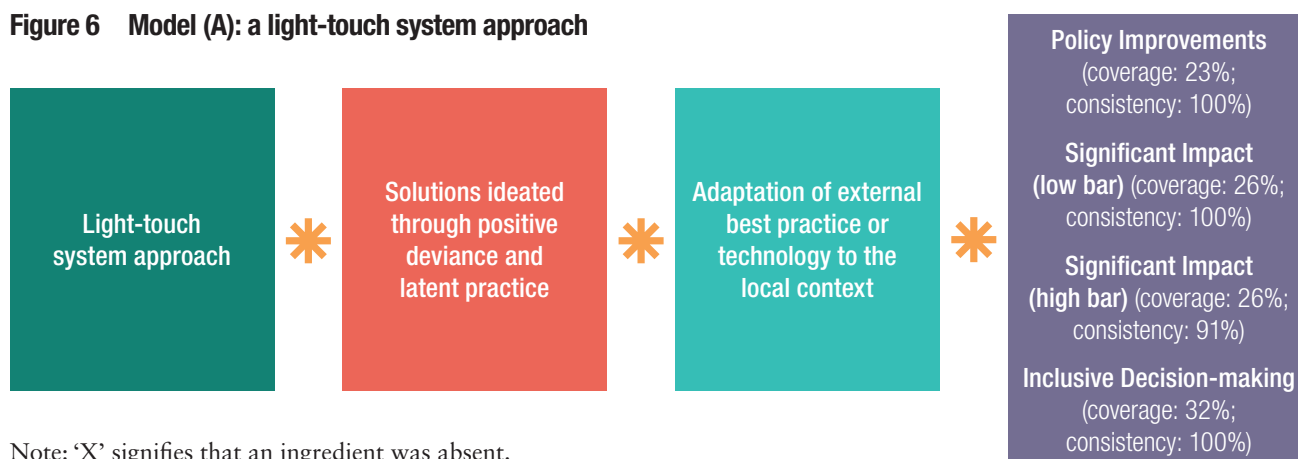 Figure 6 Model (A): a light-touch system approach
Light-touch
system approach
Solutions ideated
through positive
deviance and
latent practice
Adaptation of external
best practice or
technology to the
local context
Policy Improvements
(coverage: 23%;
consistency: 100%)
Significant Impact
(low bar) (coverage: 26%;
consistency: 100%)
Significant Impact
(high bar) (coverage: 26%;
consistency: 91%)
Inclusive Decision-making
(coverage: 32%;
consistency: 100%)
Note: ‘X’ signifies that an ingredient was absent.